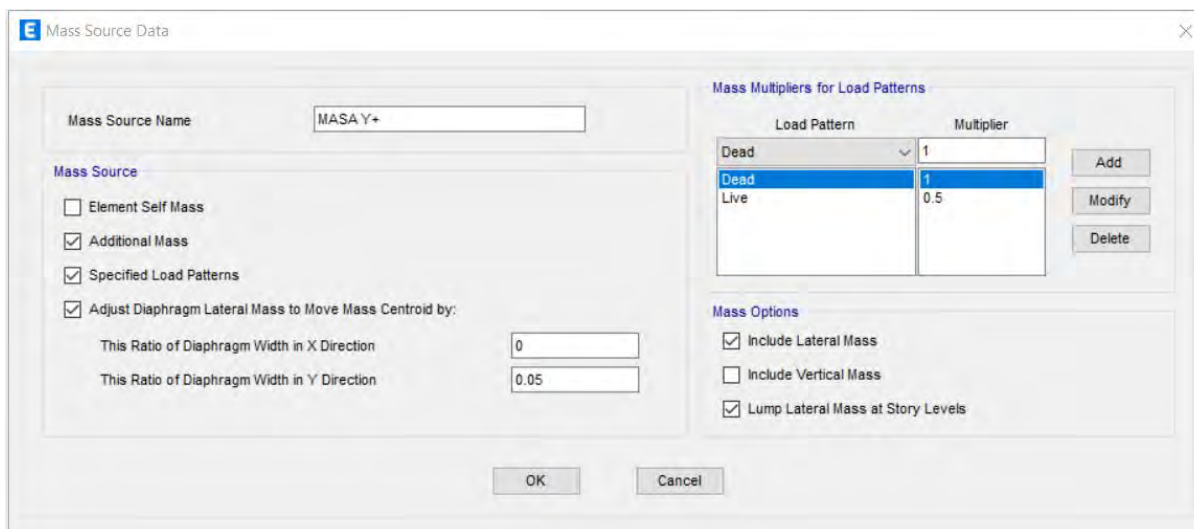 E Mass Source Data
Mass Source Name MASA Y+
Mass Source
Element Self Mass
Additional Mass
Specified Load Patterns
Adjust Diaphragm Lateral Mass to Move Mass Centroid by:
This Ratio of Diaphragm Width in X Direction 0
This Ratio of Diaphragm Width in Y Direction 0.05
Mass Multipliers for Load Patterns
Load Pattern Multiplier
Dead 1
Dead 1
Live 0.5
Add
Modify
Delete
Mass Options
Include Lateral Mass
Include Vertical Mass
Lump Lateral Mass at Story Levels
OK Cancel